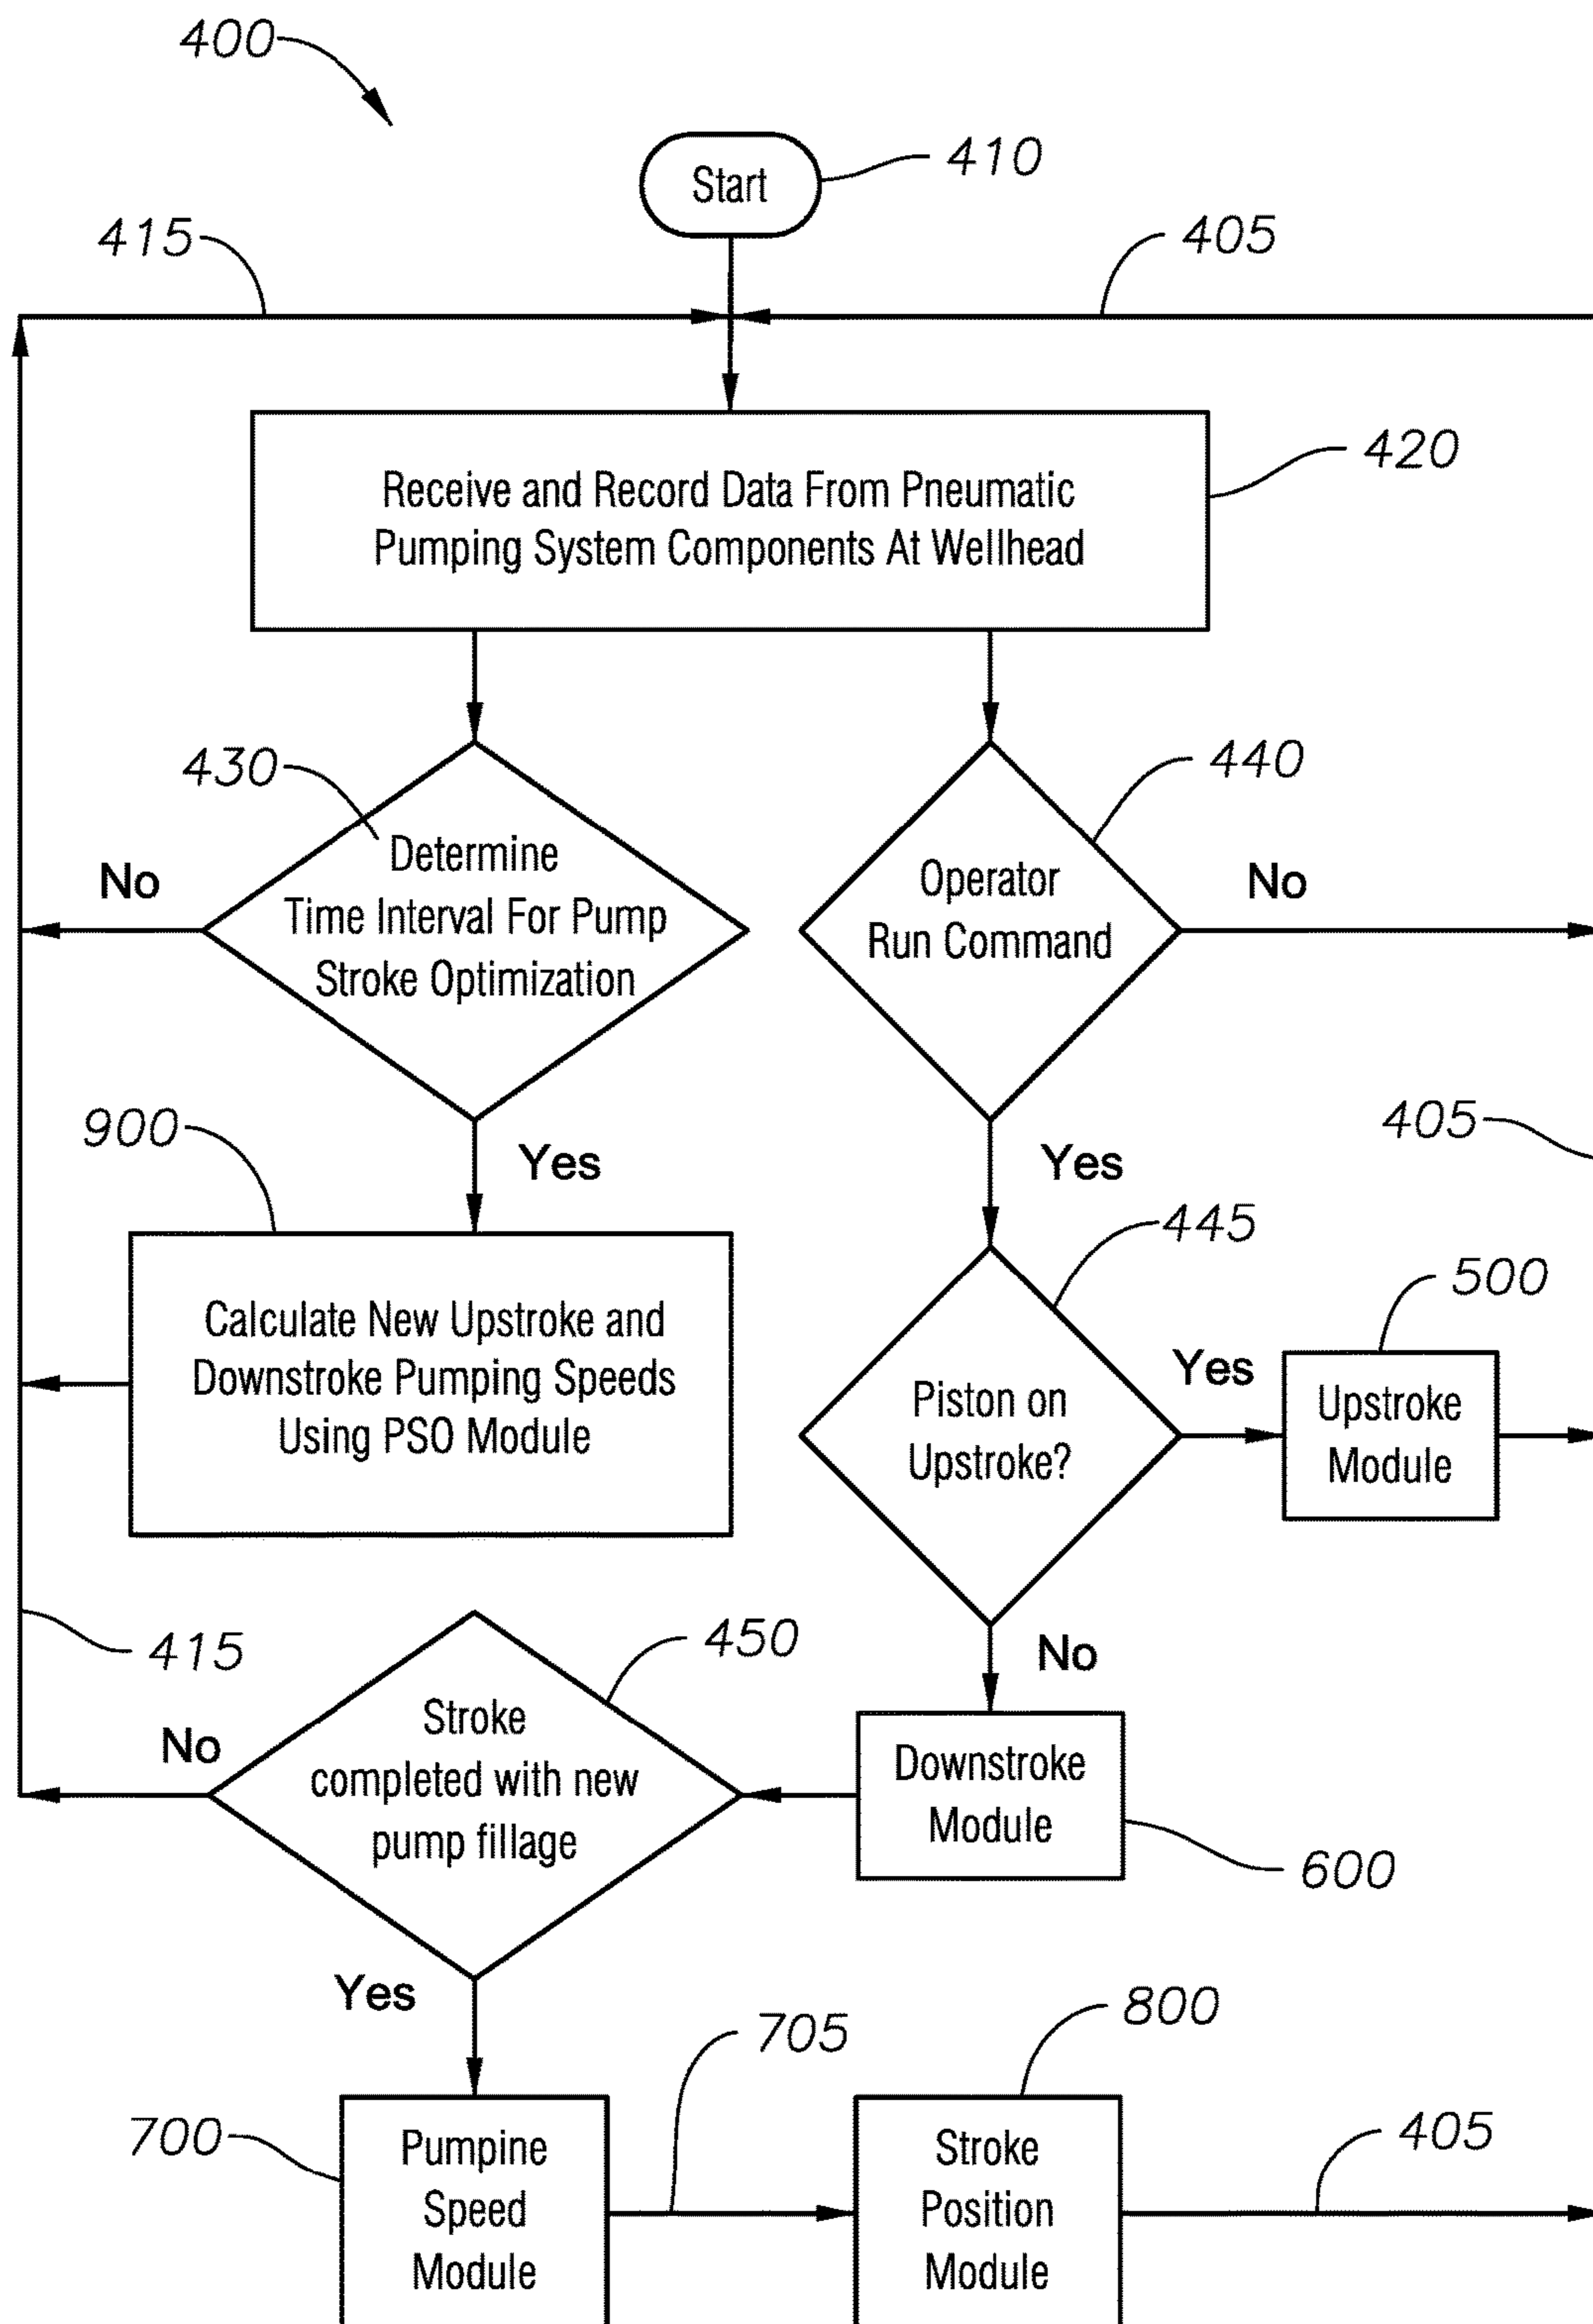 400
Start
410
415
405
Receive and Record Data From Pneumatic
Pumping System Components At Wellhead
420
430
Determine
Time Interval For Pump
Stroke Optimization
No
Yes
440
Operator
Run Command
No
Yes
900
Calculate New Upstroke and
Downstroke Pumping Speeds
Using PSO Module
405
445
Piston on
Upstroke?
Yes
No
500
Upstroke
Module
415
450
Stroke
completed with new
pump fillage
No
Yes
Downstroke
Module
600
700
Pumpine
Speed
Module
705
800
Stroke
Position
Module
405